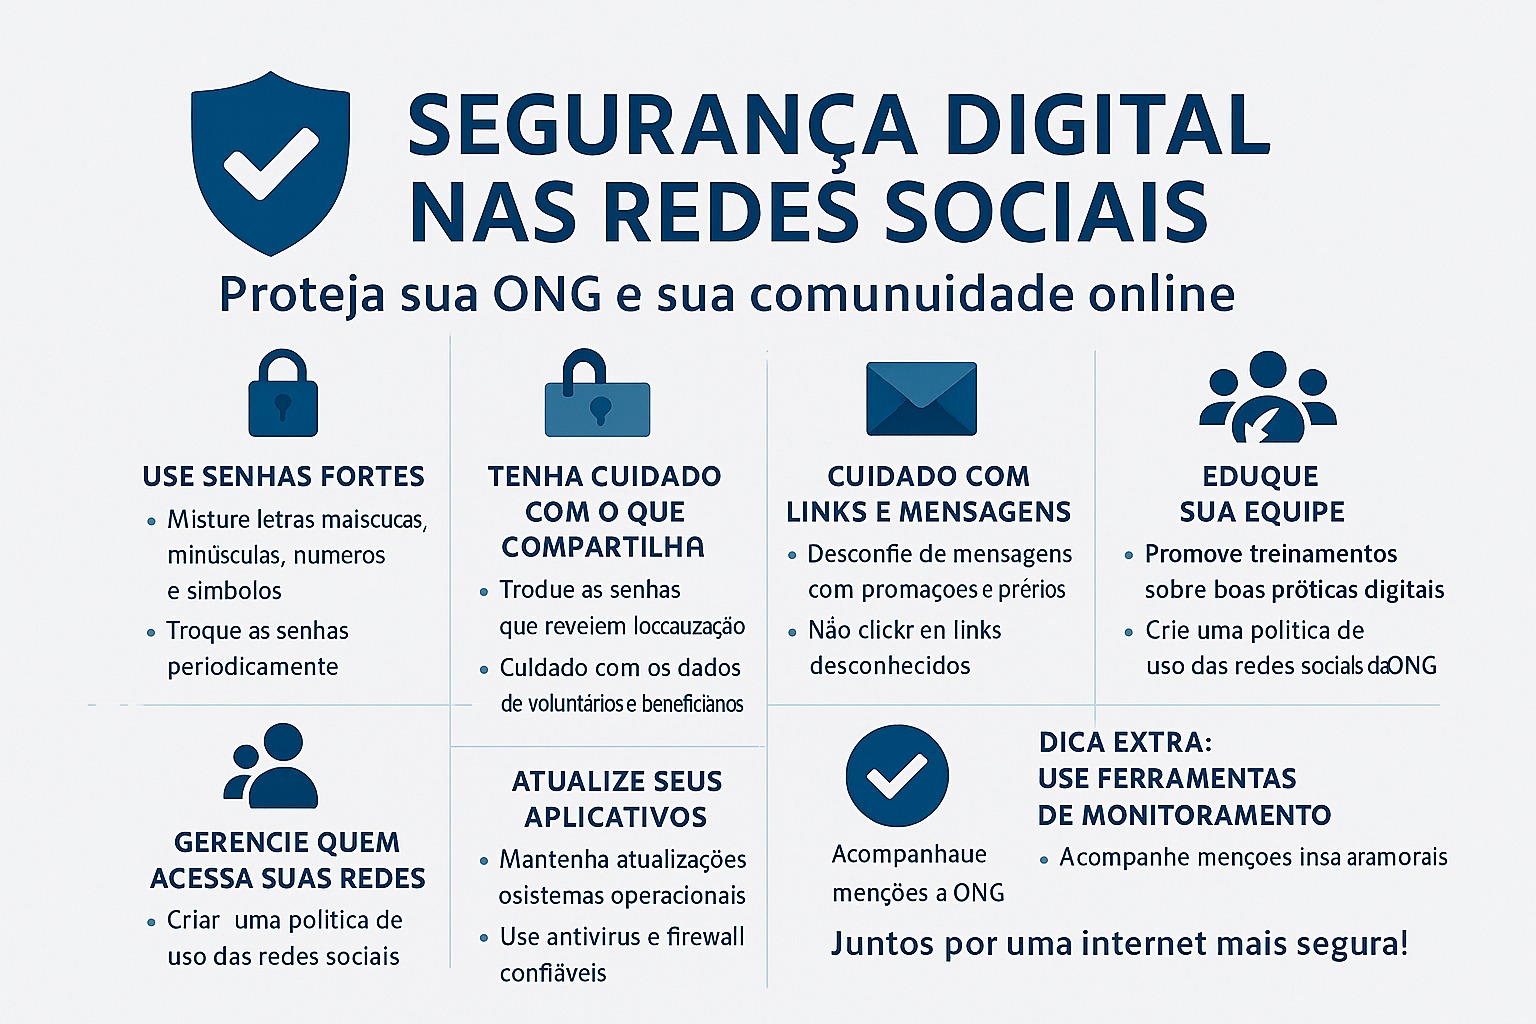 SEGURANÇA DIGITAL
NAS REDES SOCIAIS
Proteja sua ONG e sua comunuidade online
USE SENHAS FORTES
• Misture letras maiscucas,
minúsculas, numeros
e simbolos
• Troque as senhas
periodicamente
TENHA CUIDADO
COM O QUE
COMPARTILHA
• Trodue as senhas
que reveiem loccauzação
• Culdado com os dados
de voluntários e beneficiànos
CUIDADO COM
LINKS E MENSAGENS
• Desconfie de mensagens
com promaçoes e prérios
• Não clickr en links
desconhecidos
EDUQUE
SUA EQUIPE
• Promove treinamentos
sobre boas pröticas digitais
• Crie uma politica de
uso das redes socials daONG
GERENCIE QUEM
ACESSA SUAS REDES
• Criar uma politica de
uso das redes sociais
ATUALIZE SEUS
APLICATIVOS
• Mantenha atualizações
osistemas operacionais
• Use antivirus e firewall
confiäveis
Acompanhaue
menções a ONG
DICA EXTRA:
USE FERRAMENTAS
DE MONITORAMENTO
• Acompanhe mençoes insa aramorais
Juntos por uma internet mais segura!